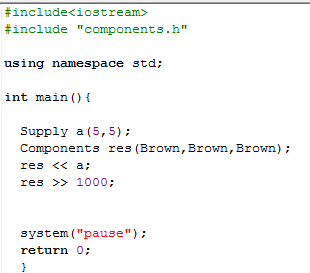 #include<iostream>
#include "components.h"
using namespace std;
int main(){
Supply a(5,5);
Components res(Brown,Brown,Brown);
res << a;
res >> 1000;
system("pause");
return 0;
}